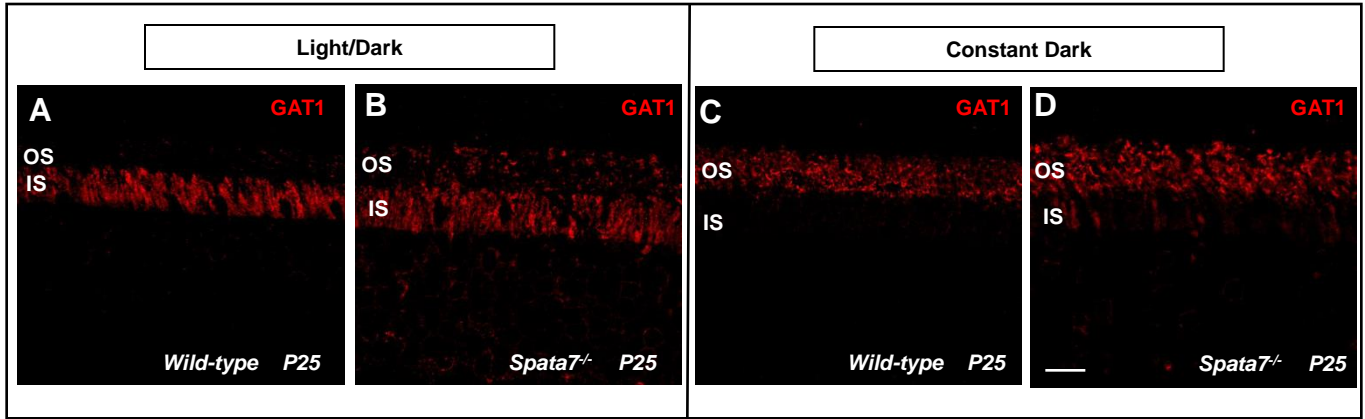 Light/Dark
Constant Dark
A
GAT1
OS
IS
Wild-type P25
B
GAT1
OS
IS
Spata7-/- P25
C
GAT1
OS
IS
Wild-type P25
D
GAT1
OS
IS
Spata7-/- P25